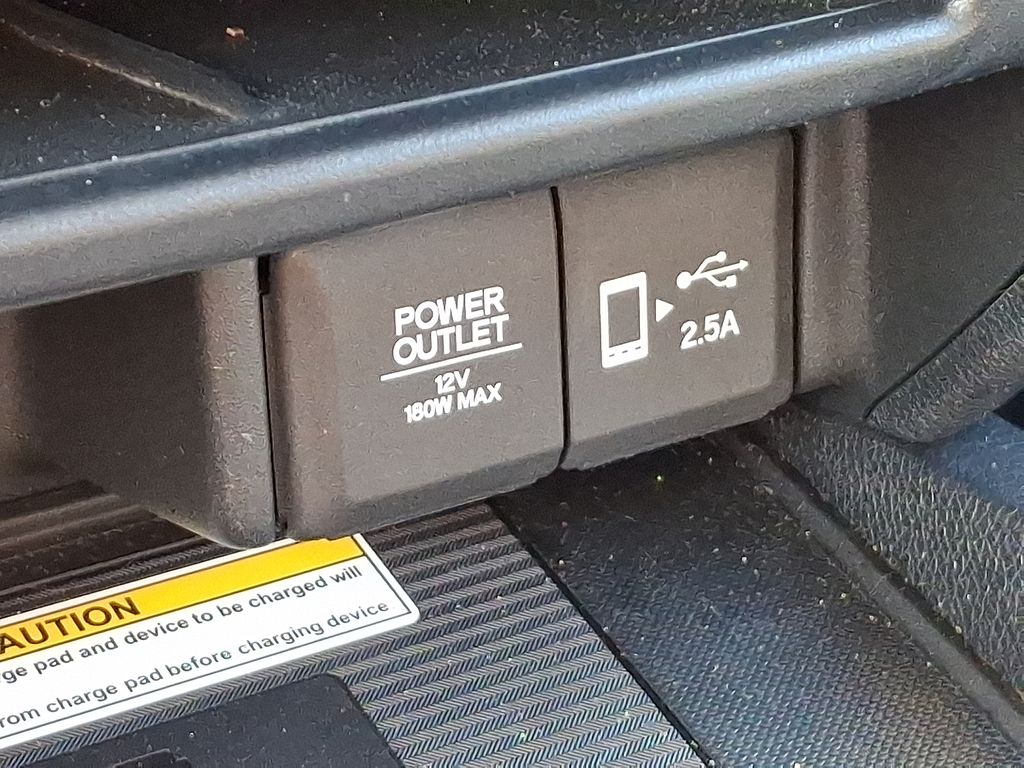 POWER
OUTLET
12V
180W MAX
2.5A
AUTION
ge pad and device to be charged will
rom charge pad before charging device